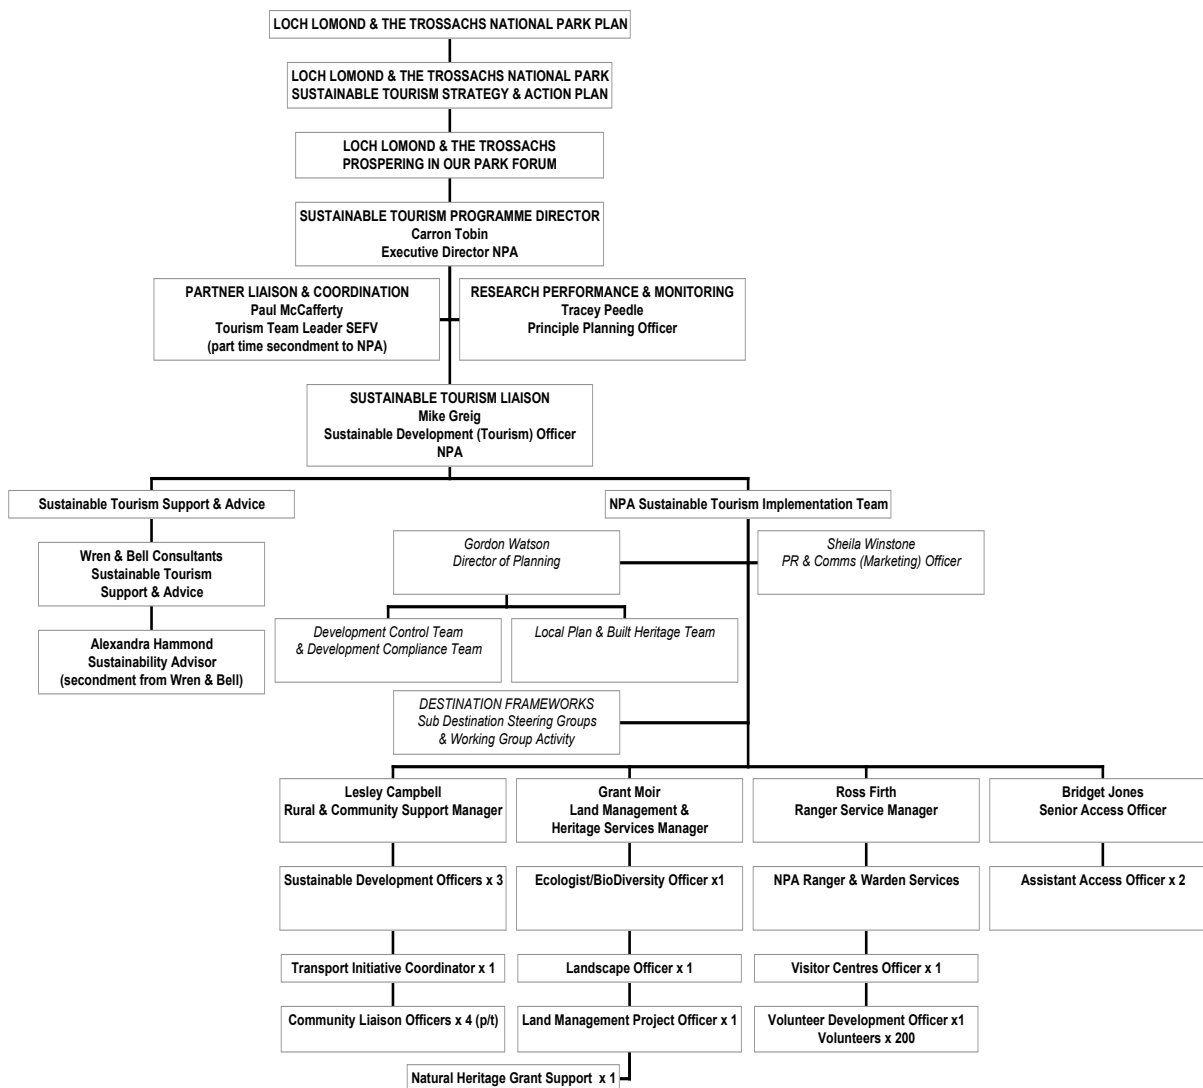 LOCH LOMOND & THE TROSSACHS NATIONAL PARK PLAN
LOCH LOMOND & THE TROSSACHS NATIONAL PARK
SUSTAINABLE TOURISM STRATEGY & ACTION PLAN
LOCH LOMOND & THE TROSSACHS
PROSPERING IN OUR PARK FORUM
SUSTAINABLE TOURISM PROGRAMME DIRECTOR
Carron Tobin
Executive Director NPA
PARTNER LIAISON & COORDINATION
Paul McCafferty
Tourism Team Leader SEFV
(part time secondment to NPA)
RESEARCH PERFORMANCE & MONITORING
Tracey Peedle
Principle Planning Officer
SUSTAINABLE TOURISM LIAISON
Mike Greig
Sustainable Development (Tourism) Officer
NPA
Sustainable Tourism Support & Advice
NPA Sustainable Tourism Implementation Team
Wren & Bell Consultants
Sustainable Tourism
Support & Advice
Alexandra Hammond
Sustainability Advisor
(secondment from Wren & Bell)
Gordon Watson
Director of Planning
Sheila Winstone
PR & Comms (Marketing) Officer
Development Control Team
& Development Compliance Team
Local Plan & Built Heritage Team
DESTINATION FRAMEWORKS
Sub Destination Steering Groups
& Working Group Activity
Lesley Campbell
Rural & Community Support Manager
Grant Moir
Land Management &
Heritage Services Manager
Ross Firth
Ranger Service Manager
Bridget Jones
Senior Access Officer
Sustainable Development Officers x 3
Ecologist/BioDiversity Officer x1
NPA Ranger & Warden Services
Assistant Access Officer x 2
Transport Initiative Coordinator x 1
Landscape Officer x 1
Visitor Centres Officer x 1
Community Liaison Officers x 4 (p/t)
Land Management Project Officer x 1
Volunteer Development Officer x1
Volunteers x 200
Natural Heritage Grant Support x 1